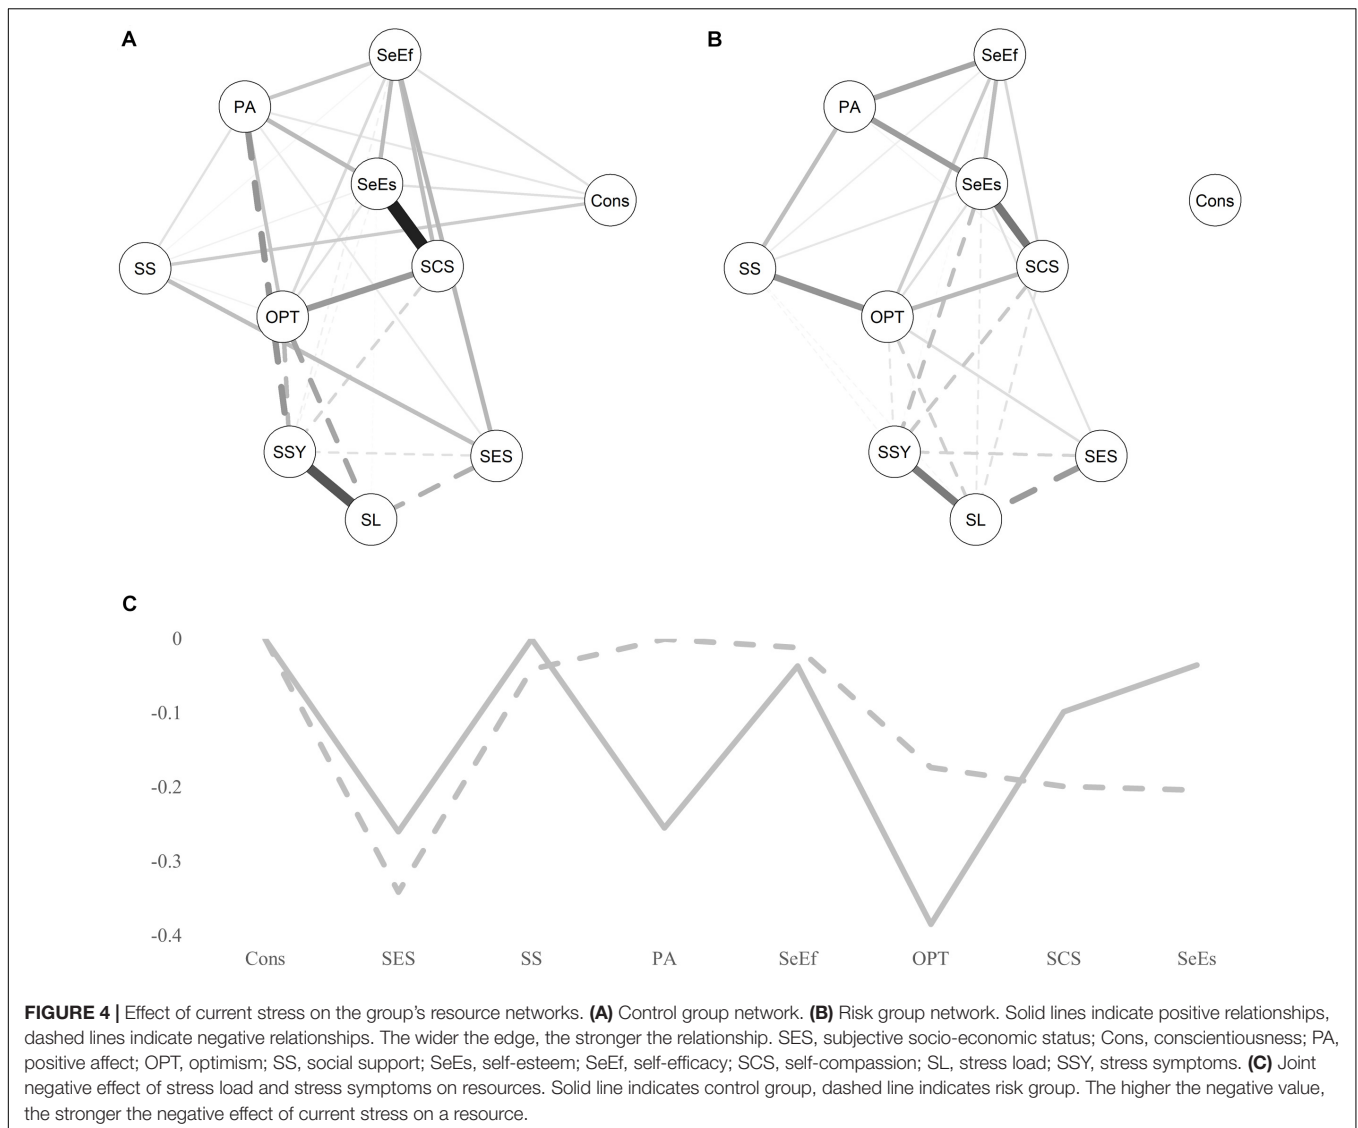 A
B
SeEf
PA
SeEs
Cons
SS
SCS
OPT
SSY
SES
SL
SeEf
PA
SeEs
Cons
SS
SCS
OPT
SSY
SES
SL
C
0
-0.1
-0.2
-0.3
-0.4
Cons SES SS PA SeEf OPT SCS SeEs
FIGURE 4 | Effect of current stress on the group's resource networks. (A) Control group network. (B) Risk group network. Solid lines indicate positive relationships,
dashed lines indicate negative relationships. The wider the edge, the stronger the relationship. SES, subjective socio-economic status; Cons, conscientiousness; PA,
positive affect; OPT, optimism; SS, social support; SeEs, self-esteem; SeEf, self-efficacy; SCS, self-compassion; SL, stress load; SSY, stress symptoms. (C) Joint
negative effect of stress load and stress symptoms on resources. Solid line indicates control group, dashed line indicates risk group. The higher the negative value,
the stronger the negative effect of current stress on a resource.